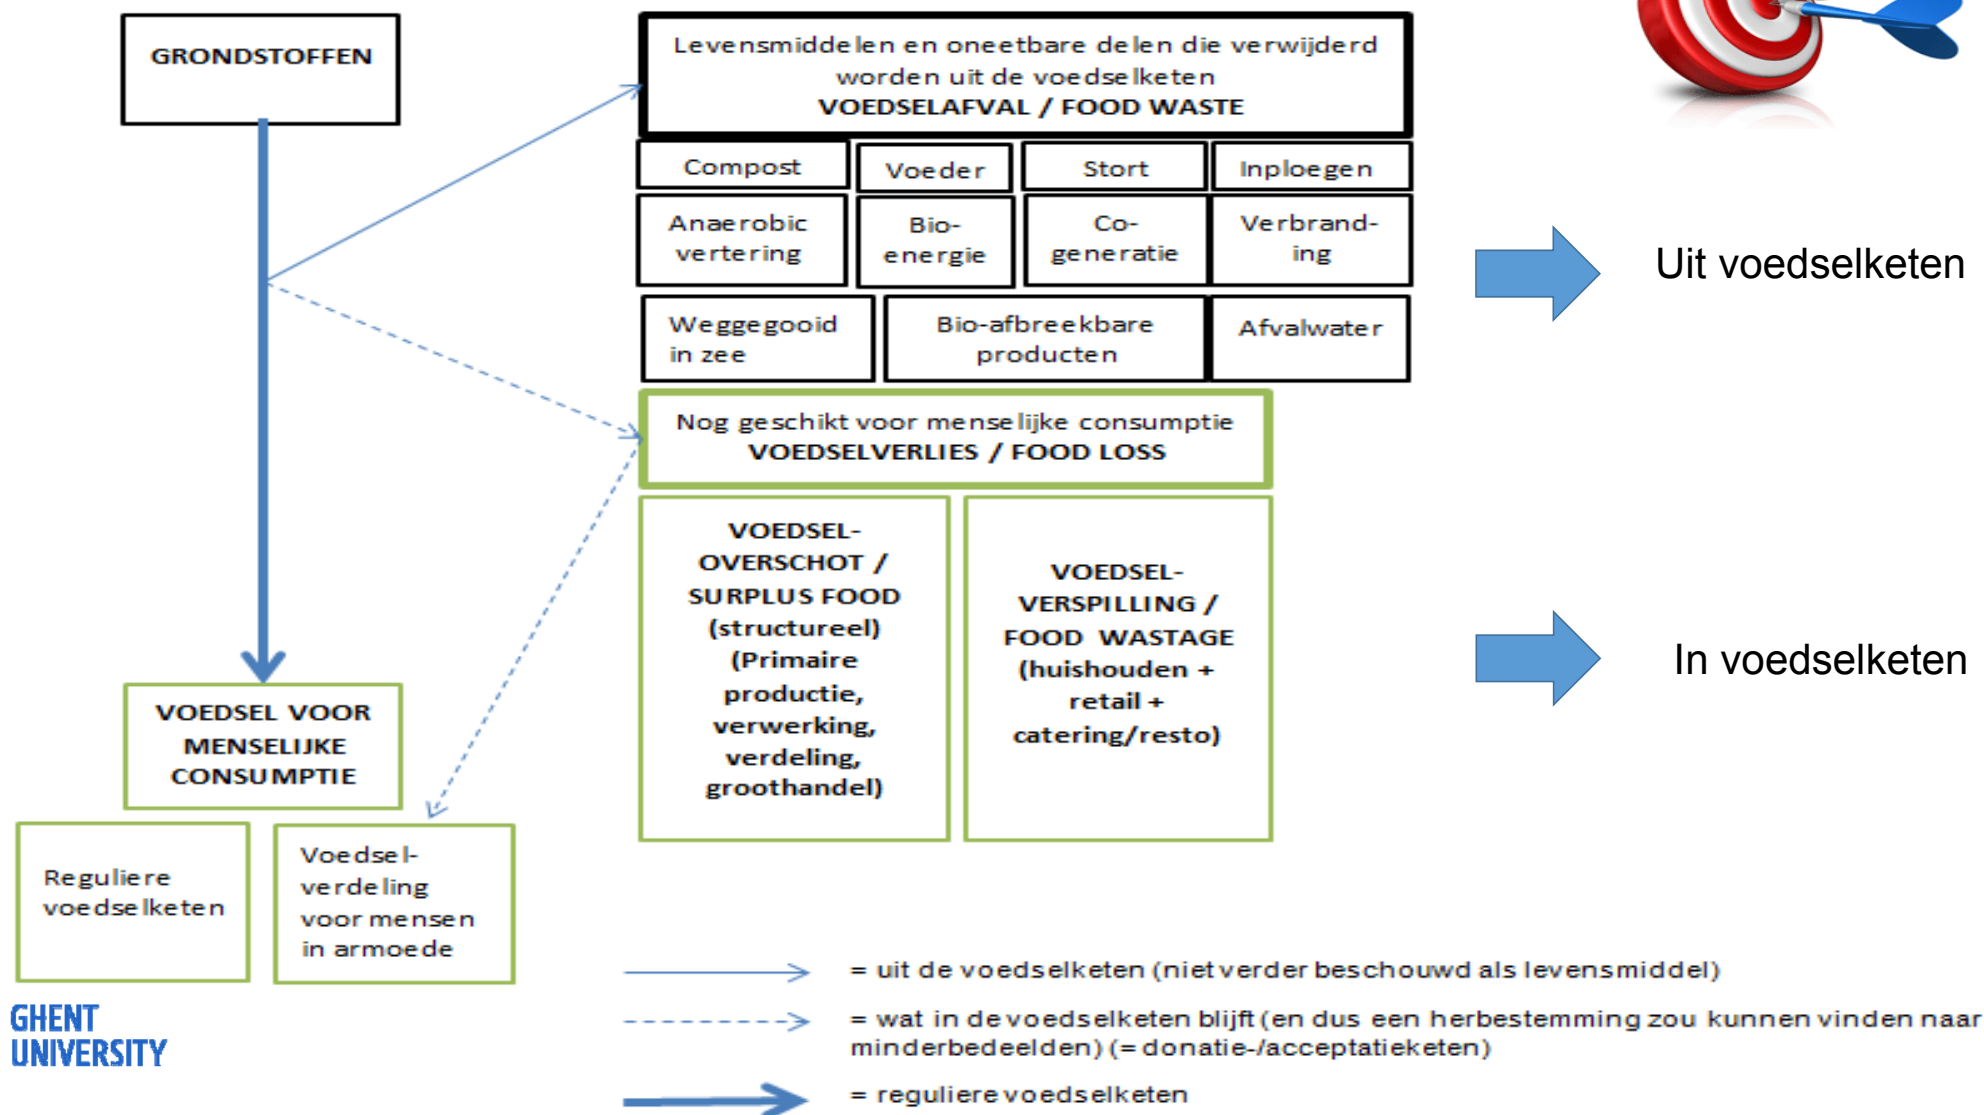 GRONDSTOFFEN
Levensmiddelen en oneetbare delen die verwijderd
worden uit de voedselketen
VOEDSELAFVAL / FOOD WASTE
Compost
Voeder
Stort
Inploegen
Anaerobic
vertering
Bio-
energie
Co-
generatie
Verbrand-
ing
Weggegooid
in zee
Bio-afbreekbare
producten
Afvalwater
Uit voedselketen
Nog geschikt voor menselijke consumptie
VOEDSELVERLIES / FOOD LOSS
VOEDSEL-
OVERSCHOT /
SURPLUS FOOD
(structureel)
(Primaire
productie,
verwerking,
verdeling,
groothandel)
VOEDSEL-
VERSPILLING /
FOOD WASTAGE
(huishouden +
retail +
catering/resto)
In voedselketen
VOEDSEL VOOR
MENSELIJKE
CONSUMPTIE
Reguliere
voedselketen
Voedsel-
verdeling
voor mensen
in armoede
= uit de voedselketen (niet verder beschouwd als levensmiddel)
= wat in de voedselketen blijft (en dus een herbestemming zou kunnen vinden naar
minderbedeelden) (= donatie-/acceptatieketen)
= reguliere voedselketen
GHENT
UNIVERSITY